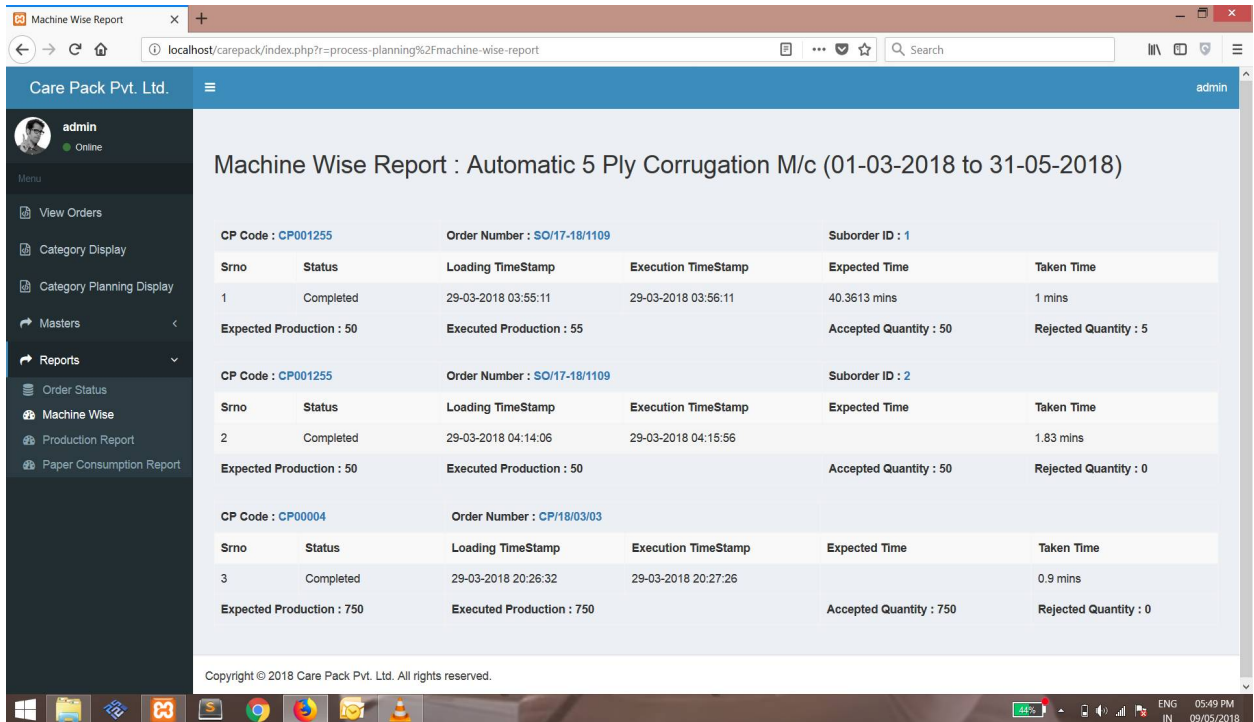 Machine Wise Report
localhost/carepack/index.php?r=process-planning%2Fmachine-wise-report
Search
Care Pack Pvt. Ltd.
admin
admin
Online
Menu
View Orders
Category Display
Category Planning Display
Masters
Reports
Order Status
Machine Wise
Production Report
Paper Consumption Report
Machine Wise Report : Automatic 5 Ply Corrugation M/c (01-03-2018 to 31-05-2018)
CP Code : CP001255 Order Number : SO/17-18/1109 Suborder ID : 1
Srno Status Loading TimeStamp Execution TimeStamp Expected Time Taken Time
1 Completed 29-03-2018 03:55:11 29-03-2018 03:56:11 40.3613 mins 1 mins
Expected Production : 50 Executed Production : 55 Accepted Quantity : 50 Rejected Quantity : 5
CP Code : CP001255 Order Number : SO/17-18/1109 Suborder ID : 2
Srno Status Loading TimeStamp Execution TimeStamp Expected Time Taken Time
2 Completed 29-03-2018 04:14:06 29-03-2018 04:15:56 1.83 mins
Expected Production : 50 Executed Production : 50 Accepted Quantity : 50 Rejected Quantity : 0
CP Code : CP00004 Order Number : CP/18/03/03
Srno Status Loading TimeStamp Execution TimeStamp Expected Time Taken Time
3 Completed 29-03-2018 20:26:32 29-03-2018 20:27:26 0.9 mins
Expected Production : 750 Executed Production : 750 Accepted Quantity : 750 Rejected Quantity : 0
Copyright © 2018 Care Pack Pvt. Ltd. All rights reserved.
44% ENG 05:49 PM
IN 09/05/2018